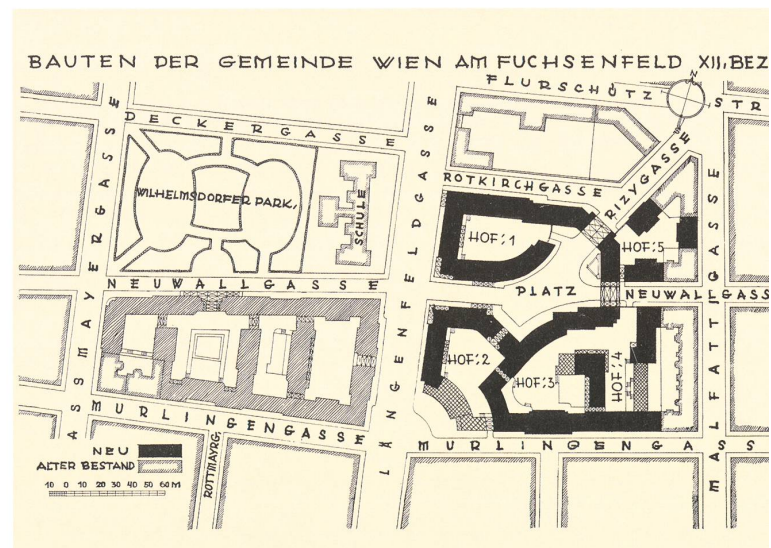 BAUTEN DER GEMEINDE WIEN AM FUCHSENFELD XII. BEZ
N
FLURSCHÜTZ STR
DECKERGASSE
WILHELMSDORFER PARK.
SCHULE
ROTKIRCHGASSE
RIZYGASSE
HOF:1
HOF:5
PLATZ
NEUWALLGASSE
NEUWALLGASS
ASSMAYERGASSE
LÄNGENFELDGASSE
MALFATTIGASSE
HOF:2
HOF:3
HOF:4
MURLINGENGASSE
MURLINGENGASS
ROTTMAYRG.
NEU
ALTER BESTAND
10 0 10 20 30 40 50 60 M